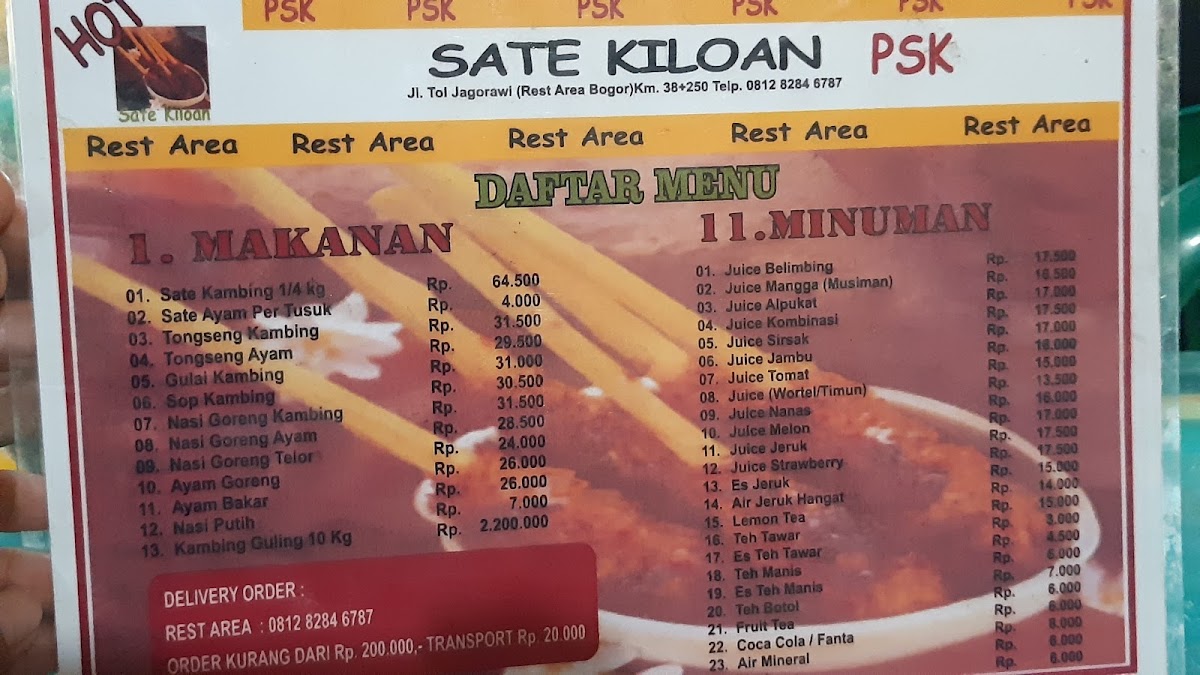 HOT
PSK PSK PSK PSK PSK PSK
SATE KILOAN PSK
Jl. Tol Jagorawi (Rest Area Bogor)Km. 38+250 Telp. 0812 8284 6787
Sate Kiloan
Rest Area Rest Area Rest Area Rest Area Rest Area
DAFTAR MENU
1. MAKANAN
01. Sate Kambing 1/4 kg Rp. 64.500
02. Sate Ayam Per Tusuk Rp. 4.000
03. Tongseng Kambing Rp. 31.500
04. Tongseng Ayam Rp. 29.500
05. Gulai Kambing Rp. 31.000
06. Sop Kambing Rp. 30.500
07. Nasi Goreng Kambing Rp. 31.500
08. Nasi Goreng Ayam Rp. 28.500
09. Nasi Goreng Telor Rp. 24.000
10. Ayam Goreng Rp. 26.000
11. Ayam Bakar Rp. 26.000
12. Nasi Putih Rp. 7.000
13. Kambing Guling 10 Kg Rp. 2.200.000
DELIVERY ORDER :
REST AREA : 0812 8284 6787
ORDER KURANG DARI Rp. 200.000,- TRANSPORT Rp. 20.000
11.MINUMAN
01. Juice Belimbing Rp. 17.500
02. Juice Mangga (Musiman) Rp. 16.500
03. Juice Alpukat Rp. 17.000
04. Juice Kombinasi Rp. 17.500
05. Juice Sirsak Rp. 17.000
06. Juice Jambu Rp. 16.000
07. Juice Tomat Rp. 15.000
08. Juice (Wortel/Timun) Rp. 13.500
09. Juice Nanas Rp. 16.000
10. Juice Melon Rp. 17.000
11. Juice Jeruk Rp. 17.500
12. Juice Strawberry Rp. 17.500
13. Es Jeruk Rp. 15.000
14. Air Jeruk Hangat Rp. 14.000
15. Lemon Tea Rp. 15.000
16. Teh Tawar Rp. 3.000
17. Es Teh Tawar Rp. 4.500
18. Teh Manis Rp. 6.000
19. Es Teh Manis Rp. 7.000
20. Teh Botol Rp. 6.000
21. Fruit Tea Rp. 6.000
22. Coca Cola / Fanta Rp. 8.000
23. Air Mineral Rp. 6.000
Rp. 6.000